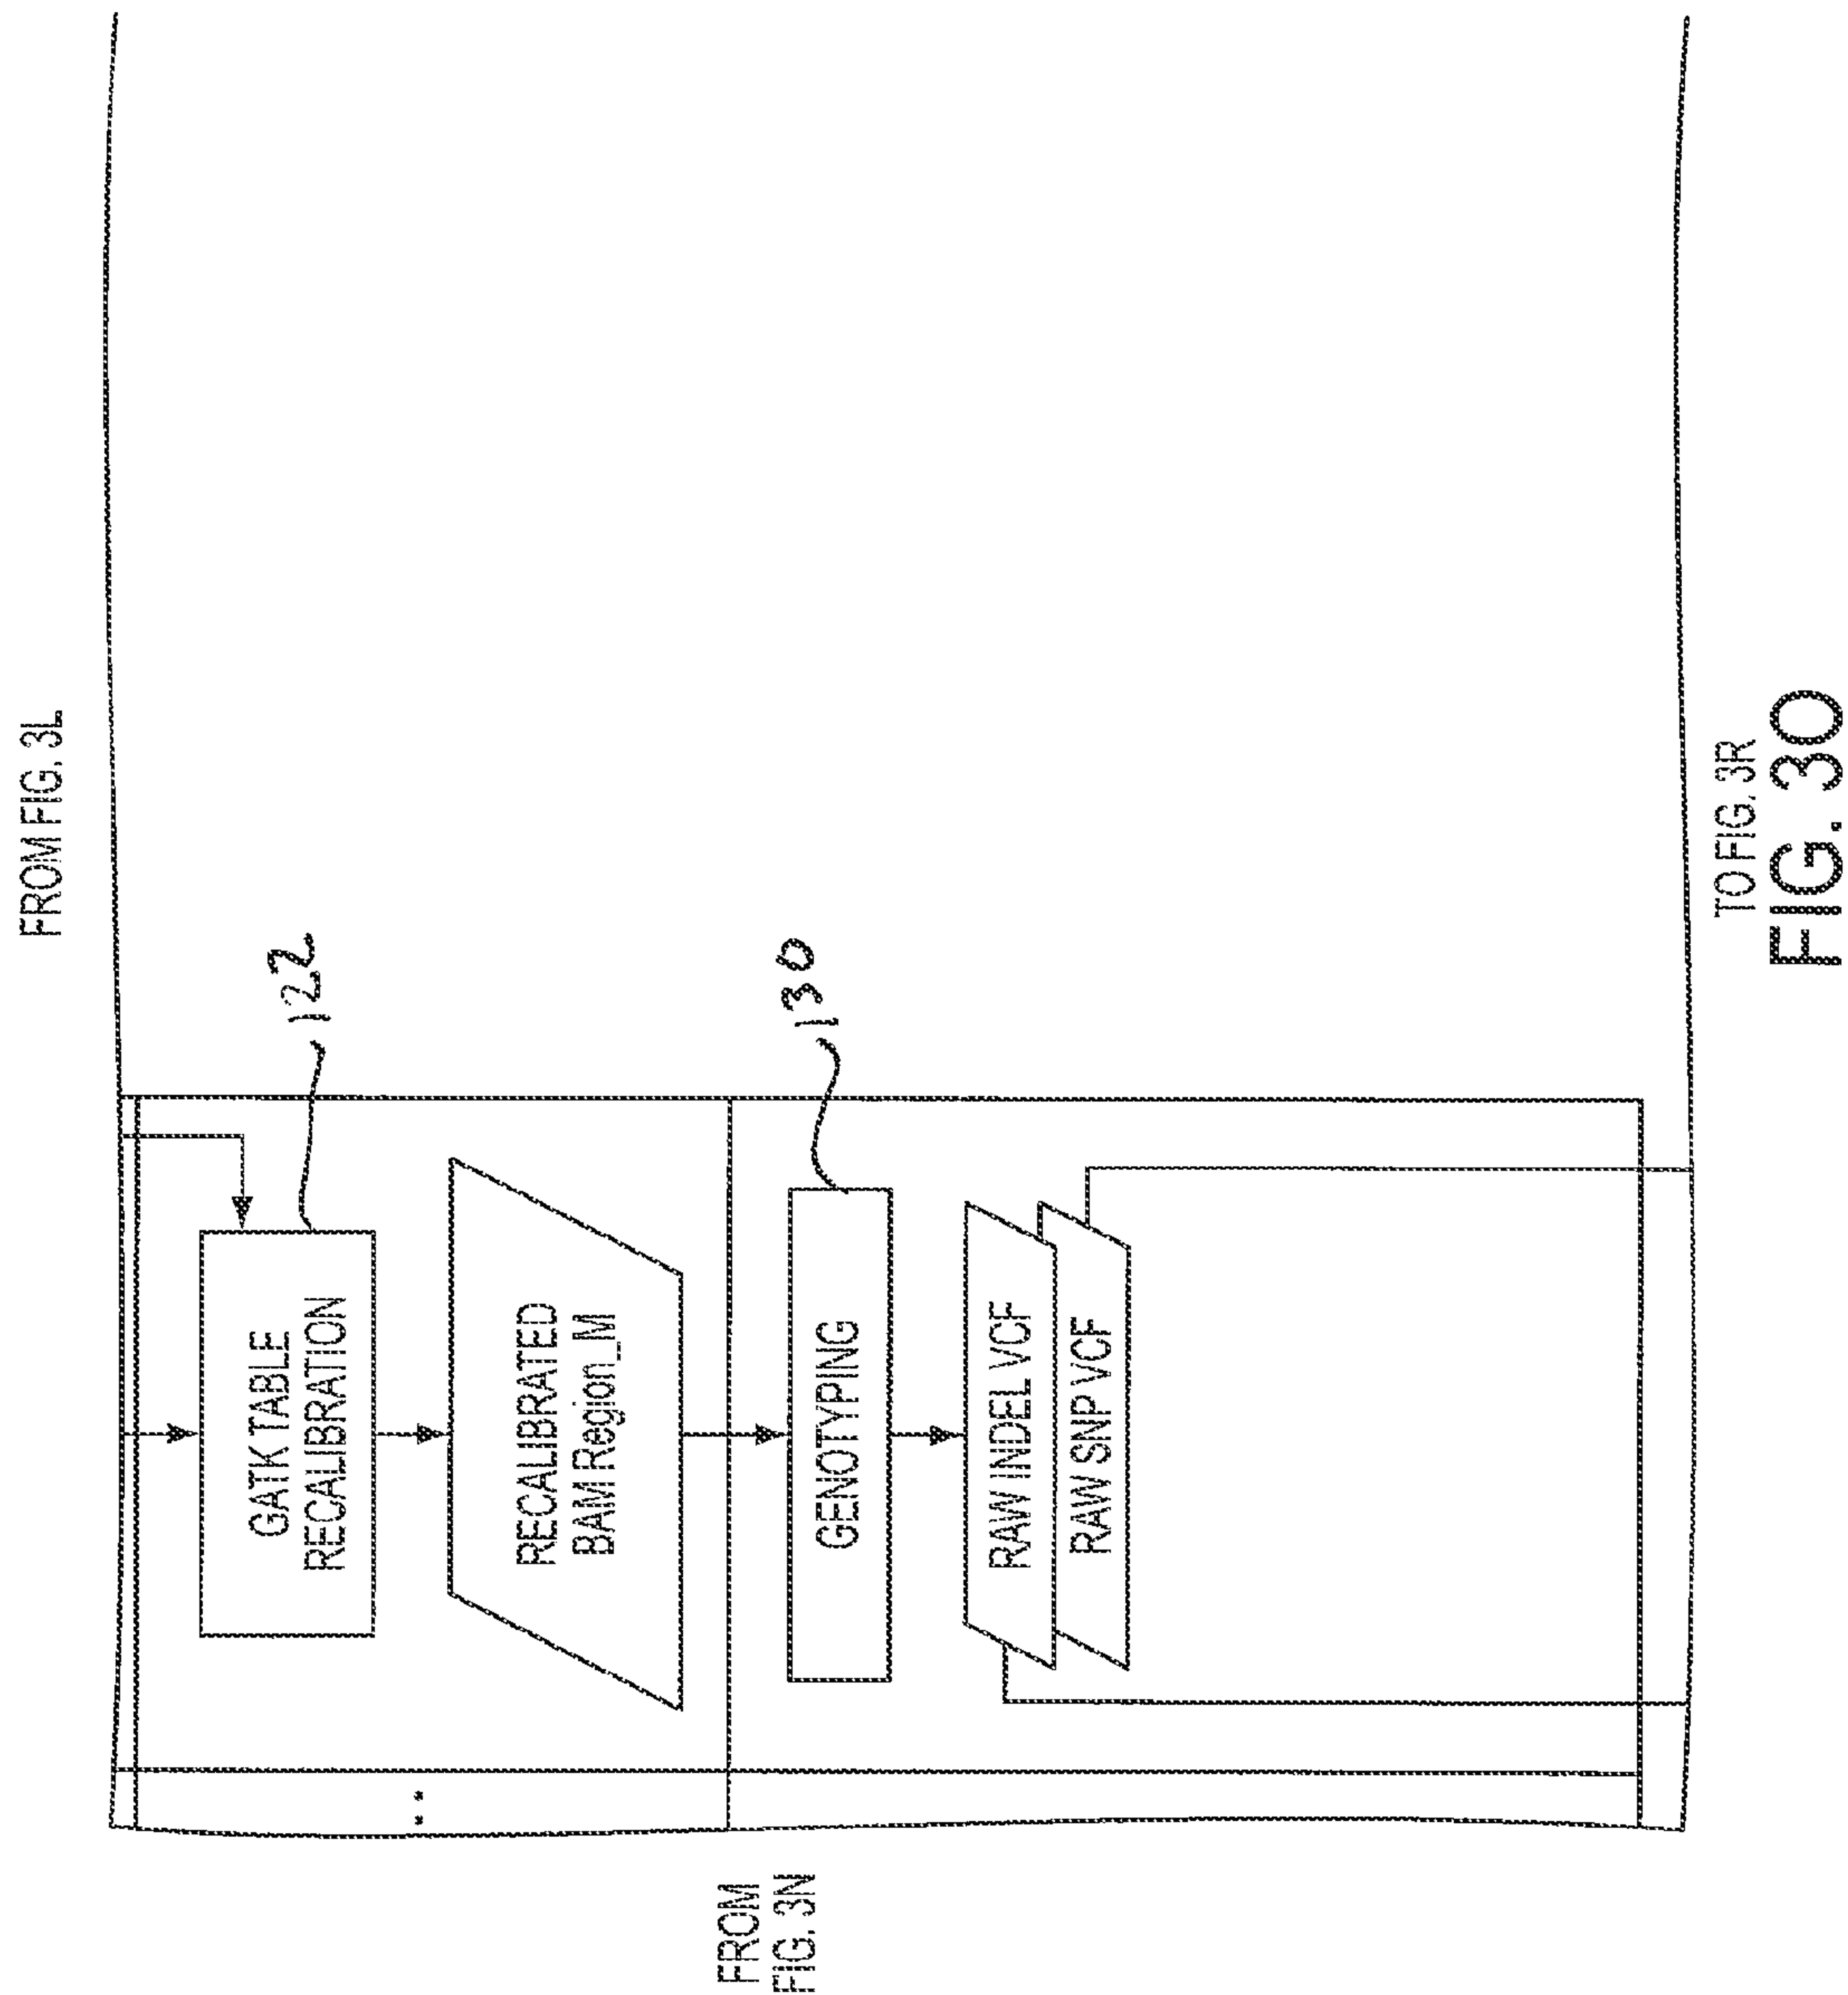 FROM FIG. 3L
122
GATK TABLE
RECALIBRATION
RECALIBRATED
BAM Region_M
130
GENOTYPING
RAW INDEL VCF
RAW SNP VCF
FROM
FIG. 3N
TO FIG. 3R
FIG. 3O